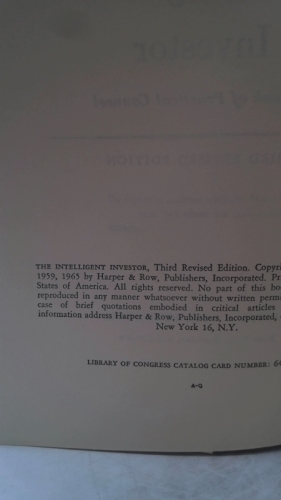 THE INTELLIGENT INVESTOR, Third Revised Edition.
1959, 1965 by Harper & Row, Publishers, Incorporated.
States of America. All rights reserved. No part of this
reproduced in any manner whatsoever without written
case of brief quotations embodied in critical articles
information address Harper & Row, Publishers, Incorporated,
New York 16, N.Y.
LIBRARY OF CONGRESS CATALOG CARD NUMBER: